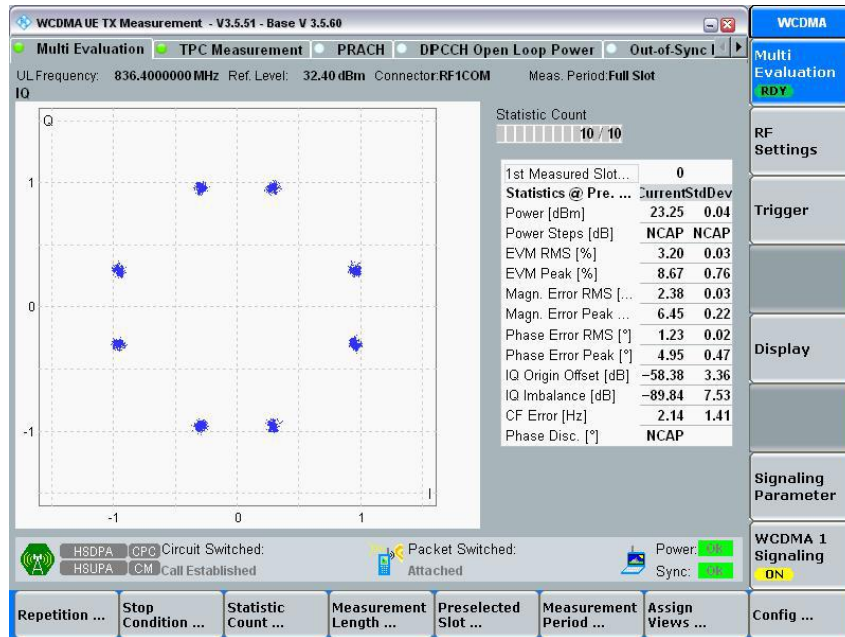 WCDMA UE TX Measurement - V3.5.51 - Base V 3.5.60
WCDMA
Multi Evaluation TPC Measurement PRACH DPCCH Open Loop Power Out-of-Sync
Multi Evaluation
RDY
UL Frequency: 836.4000000 MHz Ref. Level: 32.40 dBm Connector:RF1COM Meas. Period:Full Slot
IQ
Q
1
0
-1
-1 0 1
I
Statistic Count
10 / 10
1st Measured Slot... 0
Statistics @ Pre. ... Current StdDev
Power [dBm] 23.25 0.04
Power Steps [dB] NCAP NCAP
EVM RMS [%] 3.20 0.03
EVM Peak [%] 8.67 0.76
Magn. Error RMS [... 2.38 0.03
Magn. Error Peak ... 6.45 0.22
Phase Error RMS [°] 1.23 0.02
Phase Error Peak [°] 4.95 0.47
IQ Origin Offset [dB] −58.38 3.36
IQ Imbalance [dB] −89.84 7.53
CF Error [Hz] 2.14 1.41
Phase Disc. [°] NCAP
RF Settings
Trigger
Display
Signaling Parameter
WCDMA 1 Signaling
ON
HSDPA CPC Circuit Switched:
HSUPA CM Call Established
Packet Switched:
Attached
Power: OK
Sync: OK
Repetition ...
Stop Condition ...
Statistic Count ...
Measurement Length ...
Preselected Slot ...
Measurement Period ...
Assign Views ...
Config ...